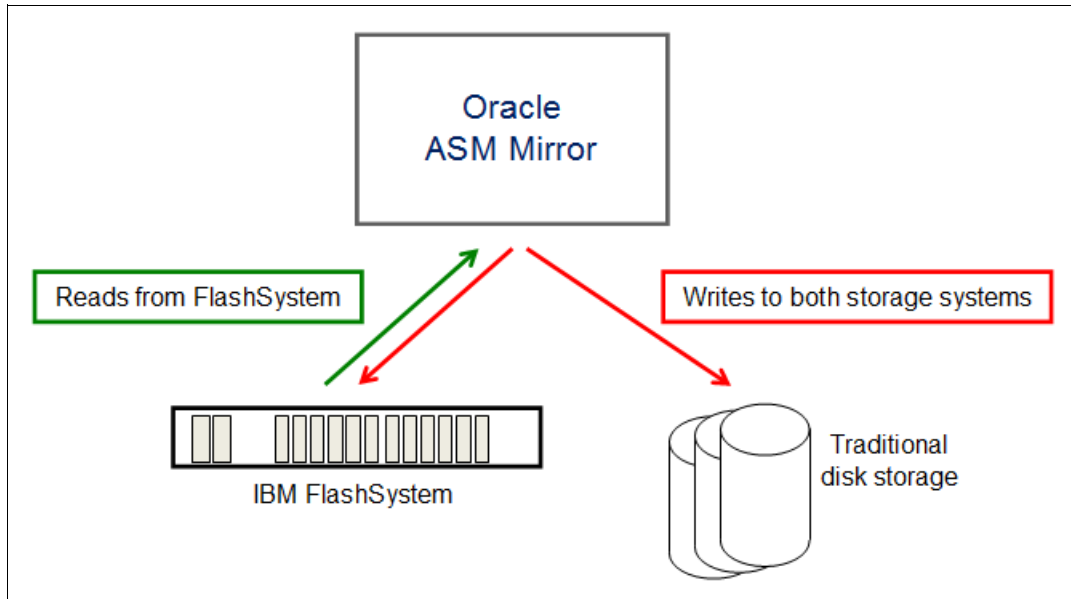 Oracle
ASM Mirror
Reads from FlashSystem
Writes to both storage systems
IBM FlashSystem
Traditional
disk storage